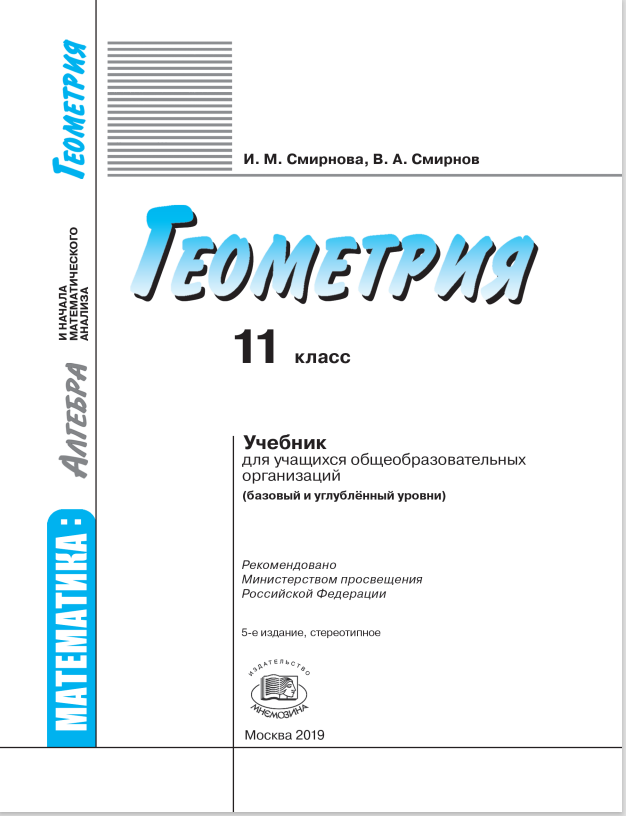 И. М. Смирнова, В. А. Смирнов
ГЕОМЕТРИЯ
11 класс
Учебник
для учащихся общеобразовательных
организаций
(базовый и углублённый уровни)
Рекомендовано
Министерством просвещения
Российской Федерации
5-е издание, стереотипное
ИЗДАТЕЛЬСТВО
МНЕМОЗИНА
Москва 2019
МАТЕМАТИКА:
АЛГЕБРА
И НАЧАЛА
МАТЕМАТИЧЕСКОГО
АНАЛИЗА
ГЕОМЕТРИЯ